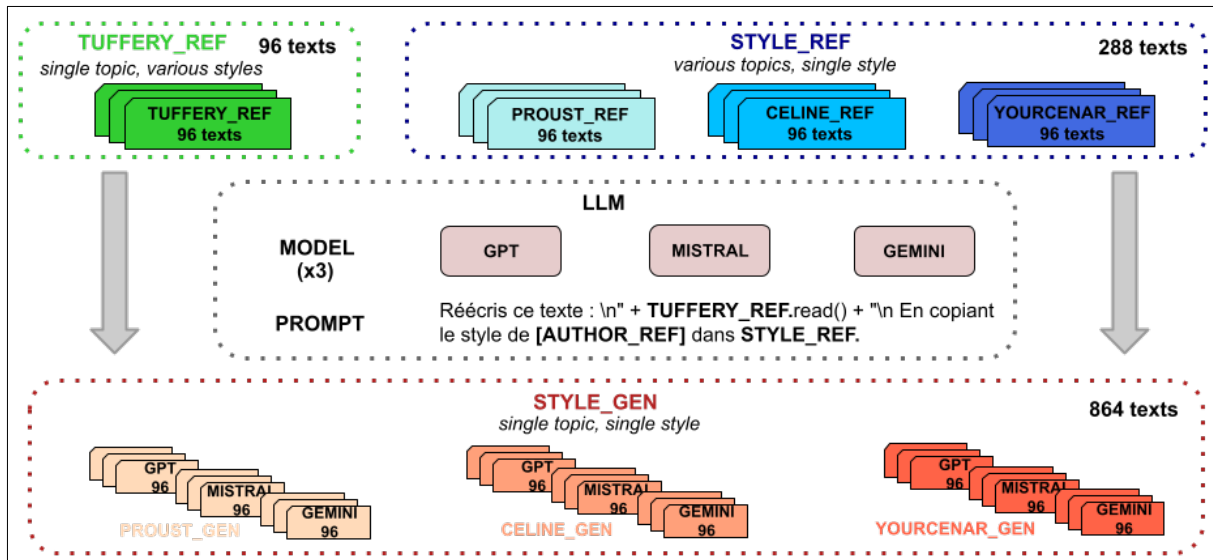 TUFFERY_REF
96 texts
single topic, various styles
TUFFERY_REF
96 texts
STYLE_REF
288 texts
various topics, single style
PROUST_REF
96 texts
CELINE_REF
96 texts
YOURCENAR_REF
96 texts
LLM
MODEL
(x3)
GPT
MISTRAL
GEMINI
PROMPT
Réécris ce texte : \n" + TUFFERY_REF.read() + "\n En copiant
le style de [AUTHOR_REF] dans STYLE_REF.
STYLE_GEN
864 texts
single topic, single style
GPT
96
MISTRAL
96
GEMINI
96
PROUST_GEN
GPT
96
MISTRAL
96
GEMINI
96
CELINE_GEN
GPT
96
MISTRAL
96
GEMINI
96
YOURCENAR_GEN